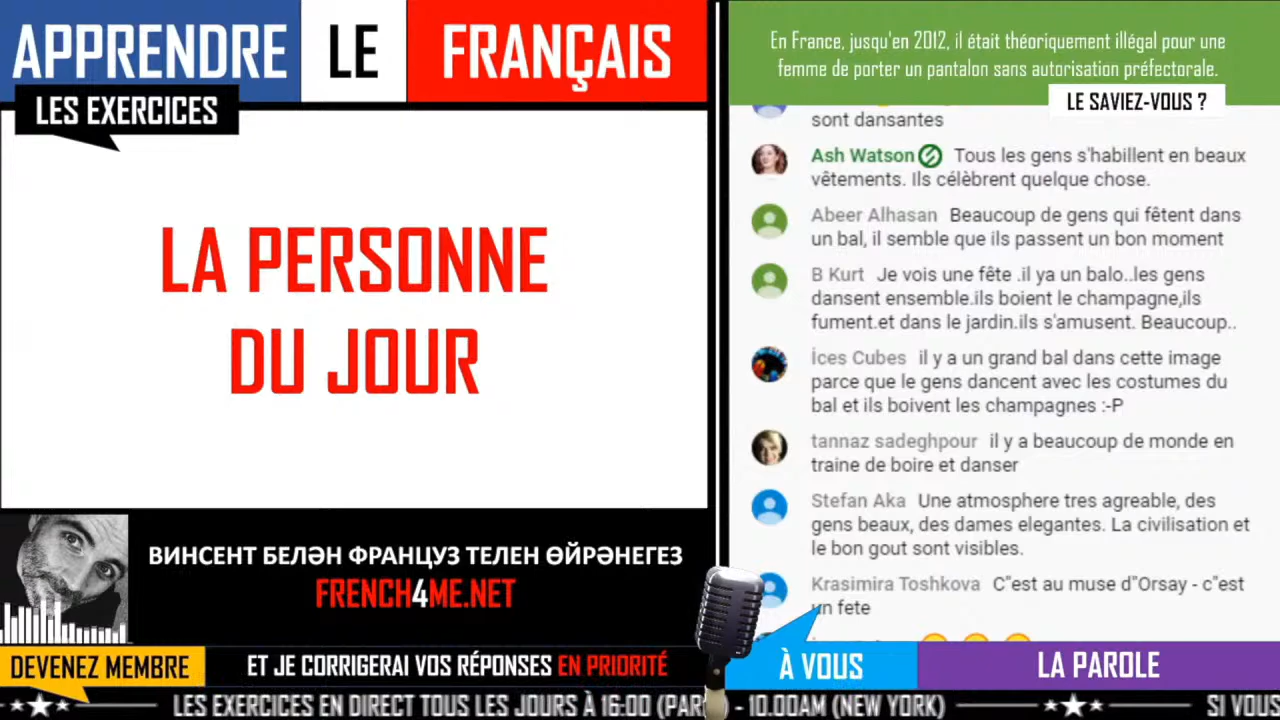 APPRENDRE LE FRANÇAIS
LES EXERCICES
LA PERSONNE
DU JOUR
ВИНСЕНТ БЕЛӘН ФРАНЦУЗ ТЕЛЕН ӨЙРӘНЕГЕЗ
FRENCH4ME.NET
DEVENEZ MEMBRE
ET JE CORRIGERAI VOS RÉPONSES EN PRIORITÉ
En France, jusqu'en 2012, il était théoriquement illégal pour une
femme de porter un pantalon sans autorisation préfectorale.
LE SAVIEZ-VOUS ?
sont dansantes
Ash Watson Tous les gens s'habillent en beaux
vêtements. Ils célèbrent quelque chose.
Abeer Alhasan Beaucoup de gens qui fêtent dans
un bal, il semble que ils passent un bon moment
B Kurt Je vois une fête .il ya un balo..les gens
dansent ensemble.ils boient le champagne,ils
fument.et dans le jardin.ils s'amusent. Beaucoup..
İces Cubes il y a un grand bal dans cette image
parce que le gens dancent avec les costumes du
bal et ils boivent les champagnes :-P
tannaz sadeghpour il y a beaucoup de monde en
traine de boire et danser
Stefan Aka Une atmosphere tres agreable, des
gens beaux, des dames elegantes. La civilisation et
le bon gout sont visibles.
Krasimira Toshkova C"est au muse d"Orsay - c"est
un fete
À VOUS
LA PAROLE
LES EXERCICES EN DIRECT TOUS LES JOURS À 16:00 (PAR - 10.00AM (NEW YORK) SI VOUS